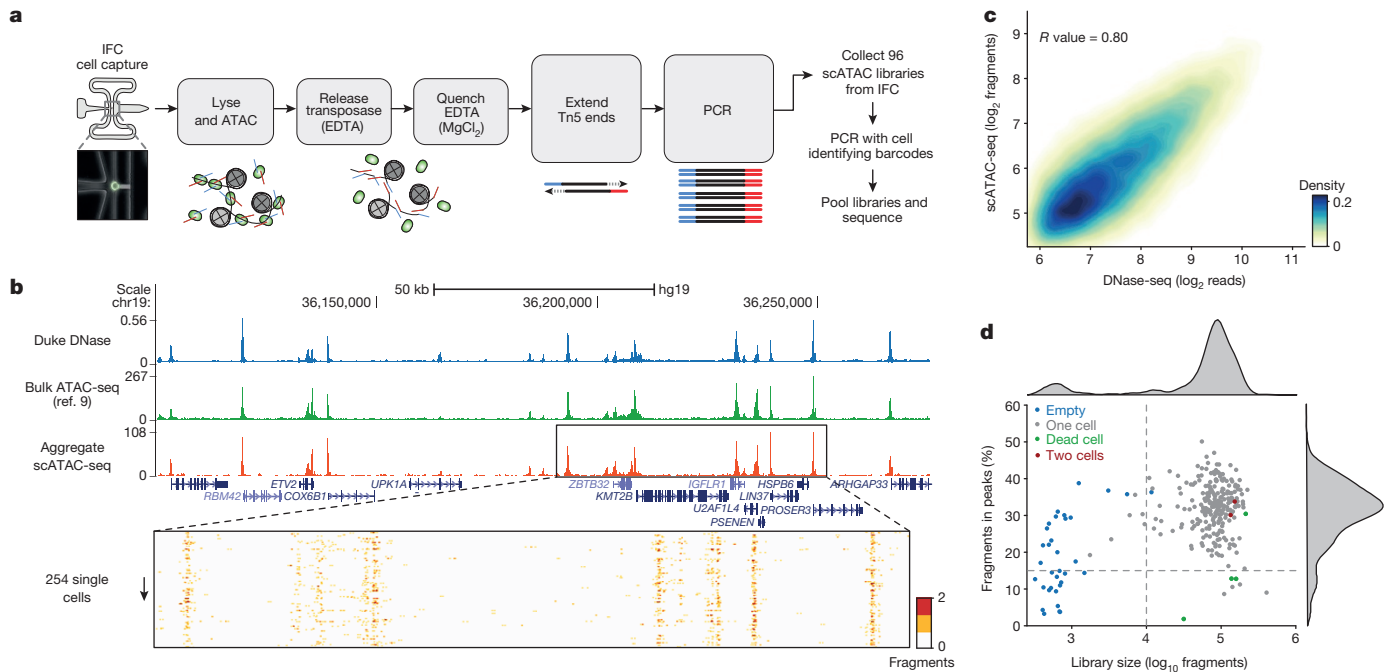 a
IFC
cell capture
Lyse
and ATAC
Release
transposase
(EDTA)
Quench
EDTA
(MgCl2)
Extend
Tn5 ends
PCR
Collect 96
scATAC libraries
from IFC
PCR with cell
identifying barcodes
Pool libraries and
sequence
b
Scale
chr19:
50 kb
hg19
36,150,000
36,200,000
36,250,000
Duke DNase
0.56
0
Bulk ATAC-seq
(ref. 9)
267
0
Aggregate
scATAC-seq
108
0
RBM42
ETV2
COX6B1
UPK1A
ZBTB32
KMT2B
IGFLR1
U2AF1L4
PSENEN
LIN37
HSPB6
PROSER3
ARHGAP33
254 single
cells
2
0
Fragments
c
R value = 0.80
scATAC-seq (log2 fragments)
9
8
7
6
5
6 7 8 9 10 11
DNase-seq (log2 reads)
Density
0.2
0
d
Fragments in peaks (%)
60
50
40
30
20
10
0
Empty
One cell
Dead cell
Two cells
3 4 5 6
Library size (log10 fragments)